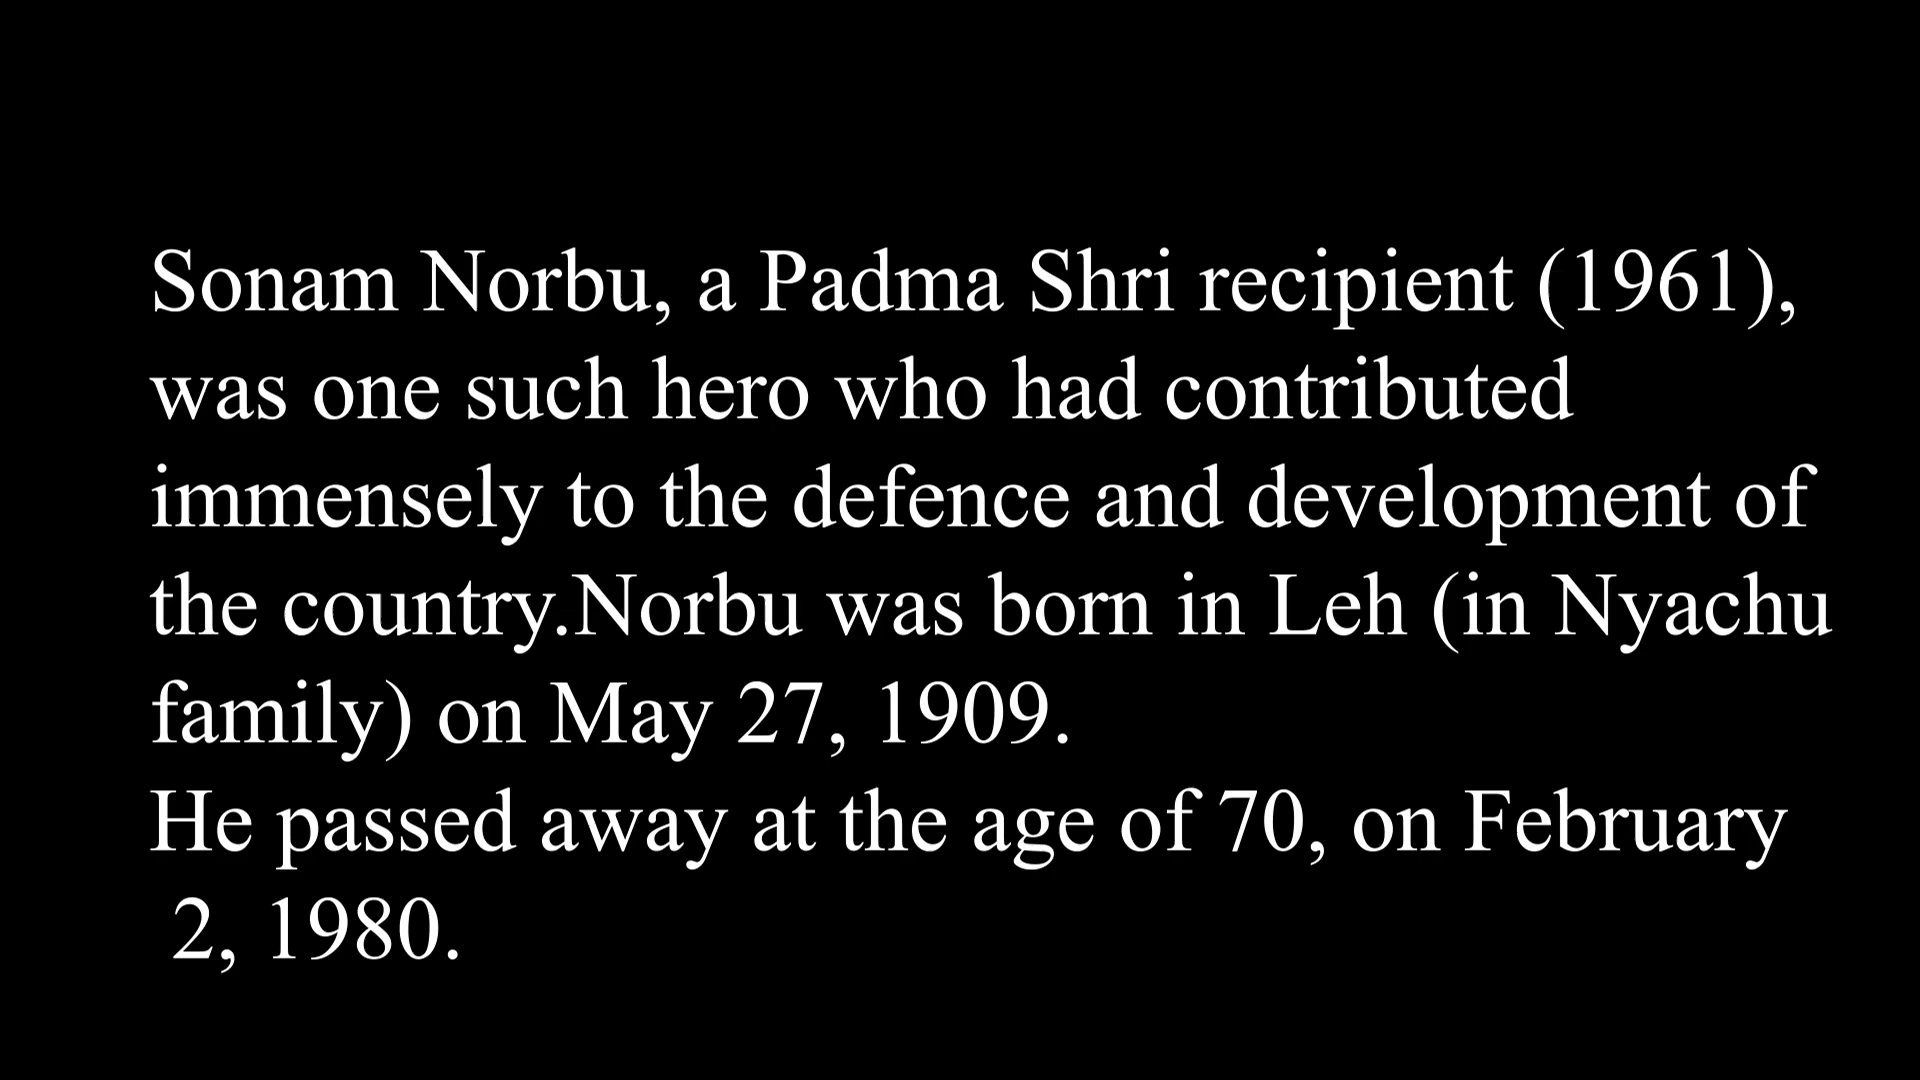 Sonam Norbu, a Padma Shri recipient (1961),
was one such hero who had contributed
immensely to the defence and development of
the country.Norbu was born in Leh (in Nyachu
family) on May 27, 1909.
He passed away at the age of 70, on February
2, 1980.